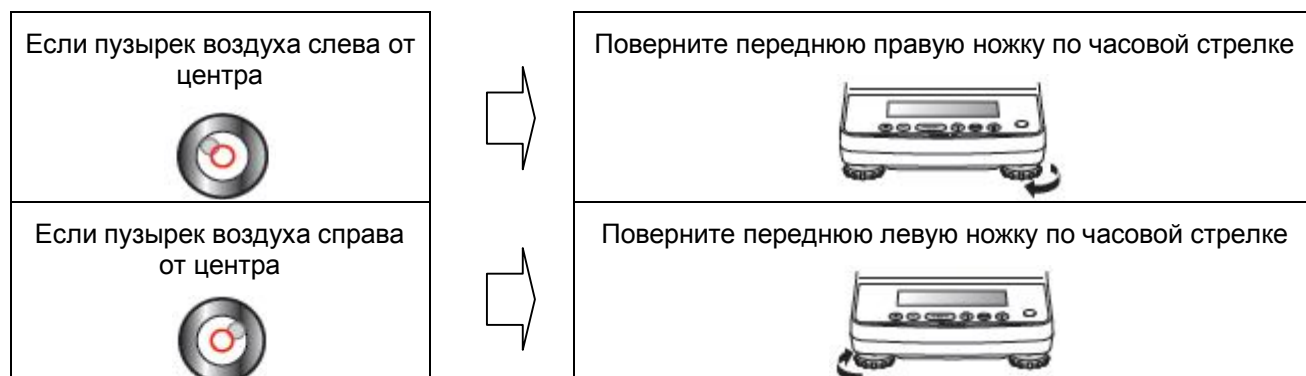 Если пузырек воздуха слева от
центра
Поверните переднюю правую ножку по часовой стрелке
Если пузырек воздуха справа
от центра
Поверните переднюю левую ножку по часовой стрелке